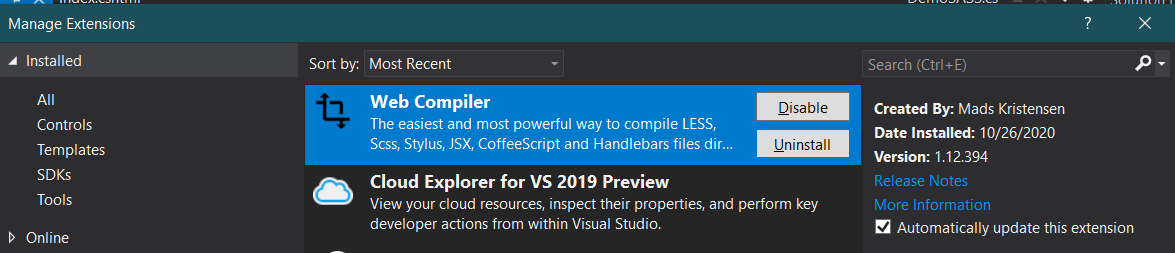 index.cshtml
DemoSASS.cs
Manage Extensions
?
Installed
All
Controls
Templates
SDKs
Tools
Online
Sort by: Most Recent
Web Compiler
The easiest and most powerful way to compile LESS,
Scss, Stylus, JSX, CoffeeScript and Handlebars files dir...
Disable
Uninstall
Cloud Explorer for VS 2019 Preview
View your cloud resources, inspect their properties, and perform key
developer actions from within Visual Studio.
Search (Ctrl+E)
Created By: Mads Kristensen
Date Installed: 10/26/2020
Version: 1.12.394
Release Notes
More Information
Automatically update this extension